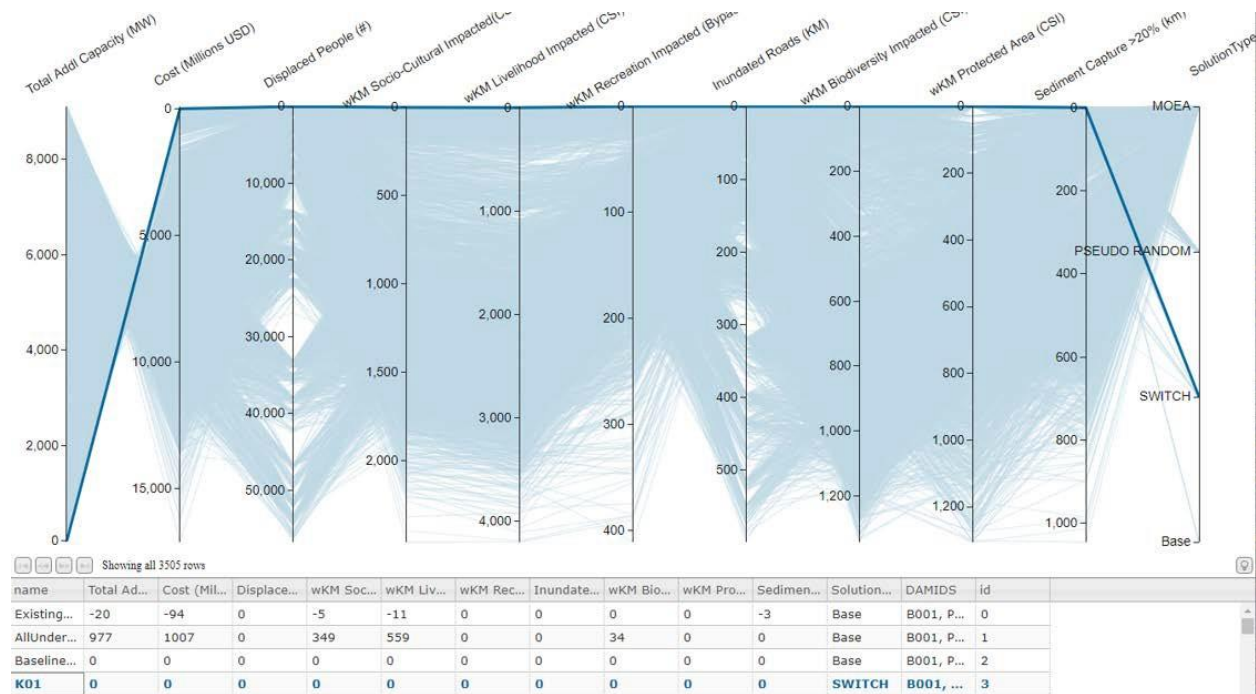 Total Addl Capacity (MW)
Cost (Millions USD)
Displaced People (#)
wKM Socio-Cultural Impacted(CS
wKM Livelihood Impacted (CSI)
wKM Recreation Impacted (Bypa
Inundated Roads (KM)
wKM Biodiversity Impacted (CSI)
wKM Protected Area (CSI)
Sediment Capture >20% (km)
SolutionType
0 0 0 0 0 0 0 0 0 MOEA
8,000 10,000 500 1,000 100 100 200 200 200
6,000 5,000 20,000 1,000 2,000 200 200 400 400 400 PSEUDO RANDOM
4,000 10,000 30,000 1,500 3,000 300 300 600 600 600 SWITCH
2,000 15,000 40,000 2,000 4,000 400 400 800 800 800
0 50,000 500 1,000 1,000 1,000 Base
1,200 1,200
Showing all 3505 rows
name Total Ad... Cost (Mil... Displace... wKM Soc... wKM Liv... wKM Rec... Inundate... wKM Bio... wKM Pro... Sedimen... Solution... DAMIDS id
Existing... -20 -94 0 -5 -11 0 0 0 0 -3 Base B001, P... 0
AllUnder... 977 1007 0 349 559 0 0 34 0 0 Base B001, P... 1
Baseline... 0 0 0 0 0 0 0 0 0 0 Base B001, P... 2
K01 0 0 0 0 0 0 0 0 0 0 SWITCH B001, ... 3